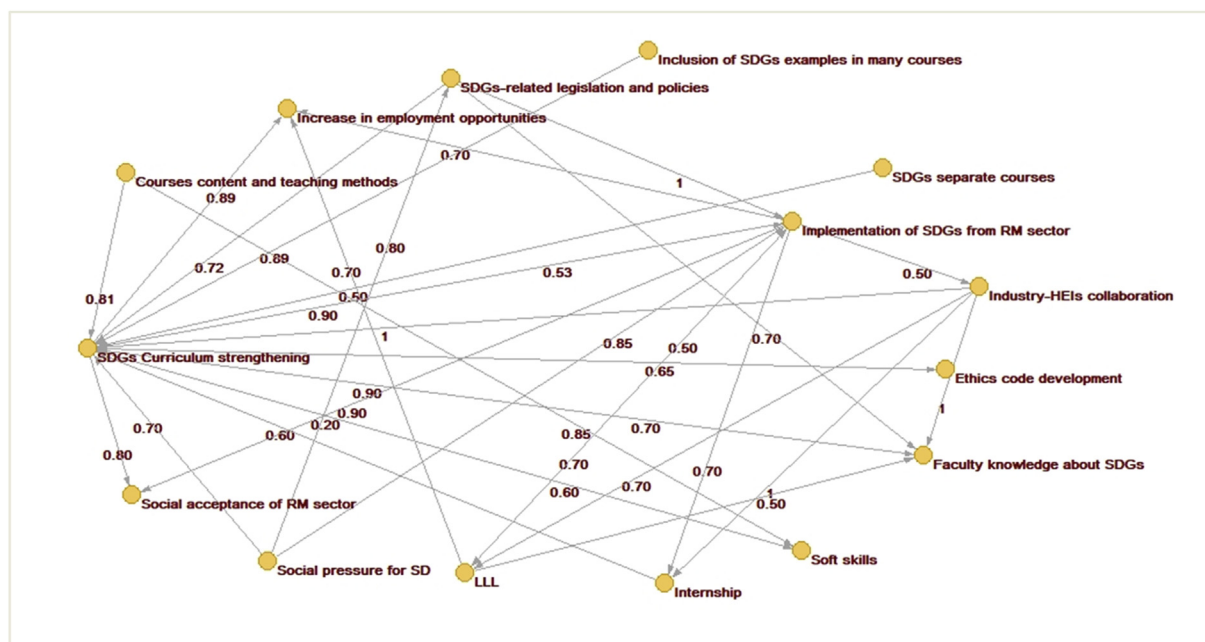 Inclusion of SDGs examples in many courses
SDGs-related legislation and policies
Increase in employment opportunities
0.70
Courses content and teaching methods
SDGs separate courses
1
0.89
Implementation of SDGs from RM sector
0.80
0.89
0.72
0.70
0.53
0.50
Industry-HEIs collaboration
0.81
0.50
0.90
1
0.85
0.50
0.70
SDGs Curriculum strengthening
0.65
Ethics code development
0.90
0.90
0.20
1
0.70
0.70
0.60
0.85
0.80
0.70
0.70
Faculty knowledge about SDGs
0.60
0.70
1
0.50
Social acceptance of RM sector
Soft skills
Social pressure for SD
LLL
Internship